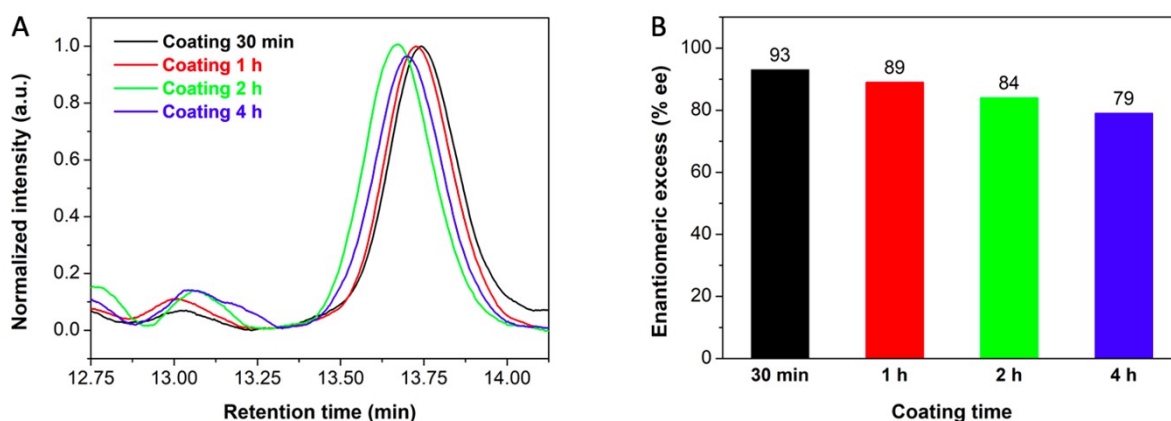 A
Coating 30 min
Coating 1 h
Coating 2 h
Coating 4 h
Normalized intensity (a.u.)
1.0
0.8
0.6
0.4
0.2
0.0
12.75 13.00 13.25 13.50 13.75 14.00
Retention time (min)
B
Enantiomeric excess (% ee)
100
80
60
40
20
0
93
89
84
79
30 min 1 h 2 h 4 h
Coating time